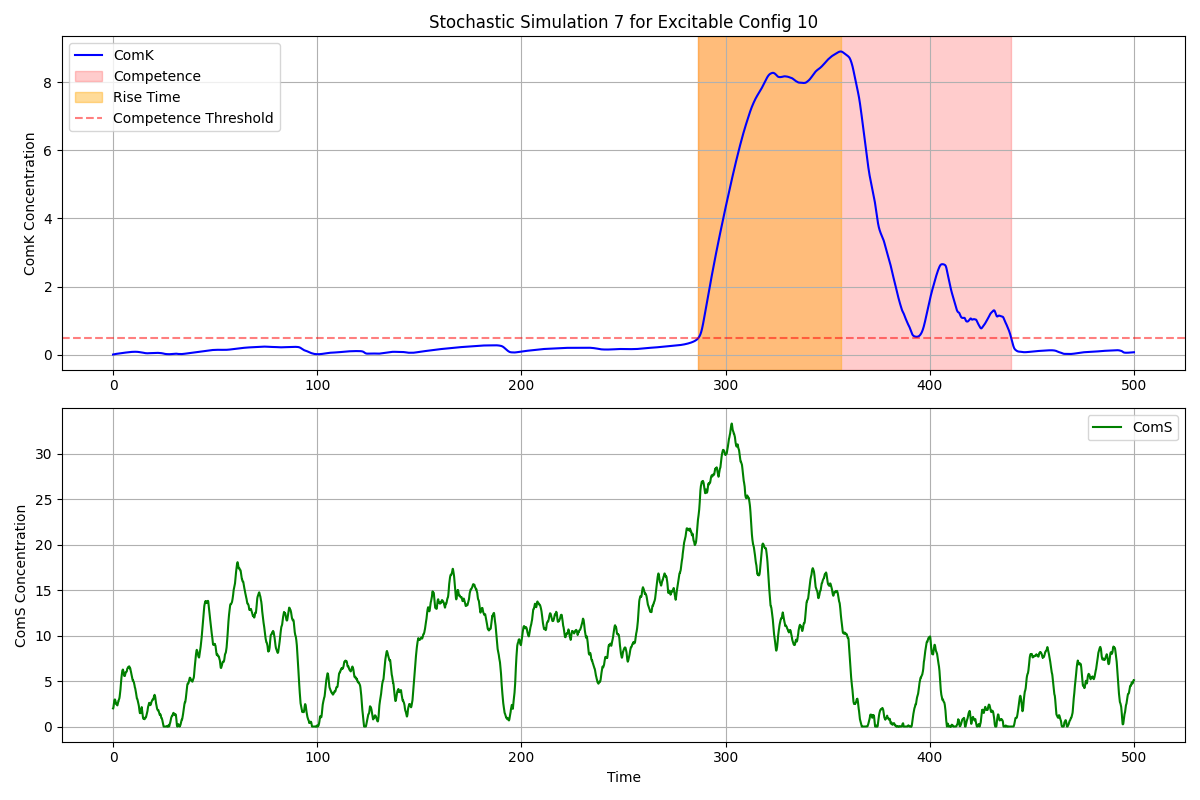 Stochastic Simulation 7 for Excitable Config 10
ComK Concentration
8
6
4
2
0
ComK
Competence
Rise Time
Competence Threshold
0 100 200 300 400 500
ComS Concentration
30
25
20
15
10
5
0
ComS
0 100 200 300 400 500
Time